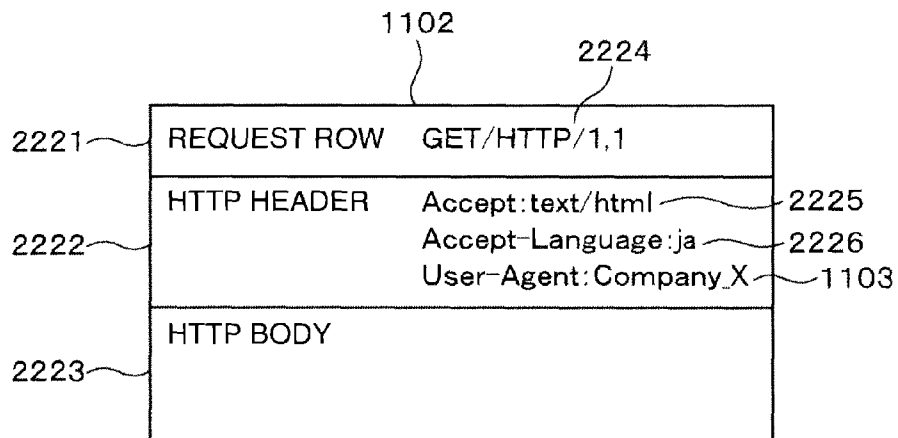 1102
2224
2221 REQUEST ROW GET/HTTP/1,1
HTTP HEADER Accept:text/html 2225
2222 Accept-Language:ja 2226
User-Agent:Company_X 1103
HTTP BODY
2223